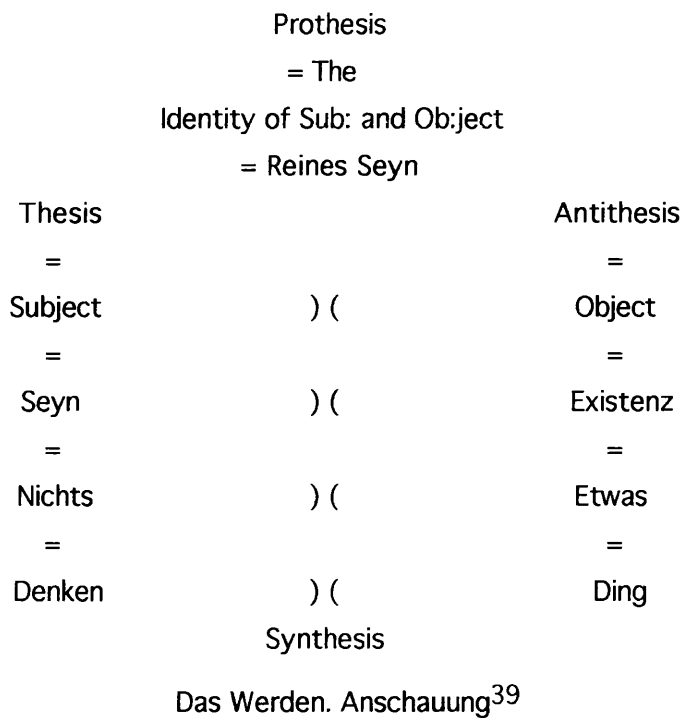 Prothesis
= The
Identity of Sub: and Ob:ject
= Reines Seyn
Thesis Antithesis
= =
Subject ) ( Object
= =
Seyn ) ( Existenz
= =
Nichts ) ( Etwas
= =
Denken ) ( Ding
Synthesis
Das Werden. Anschauung39